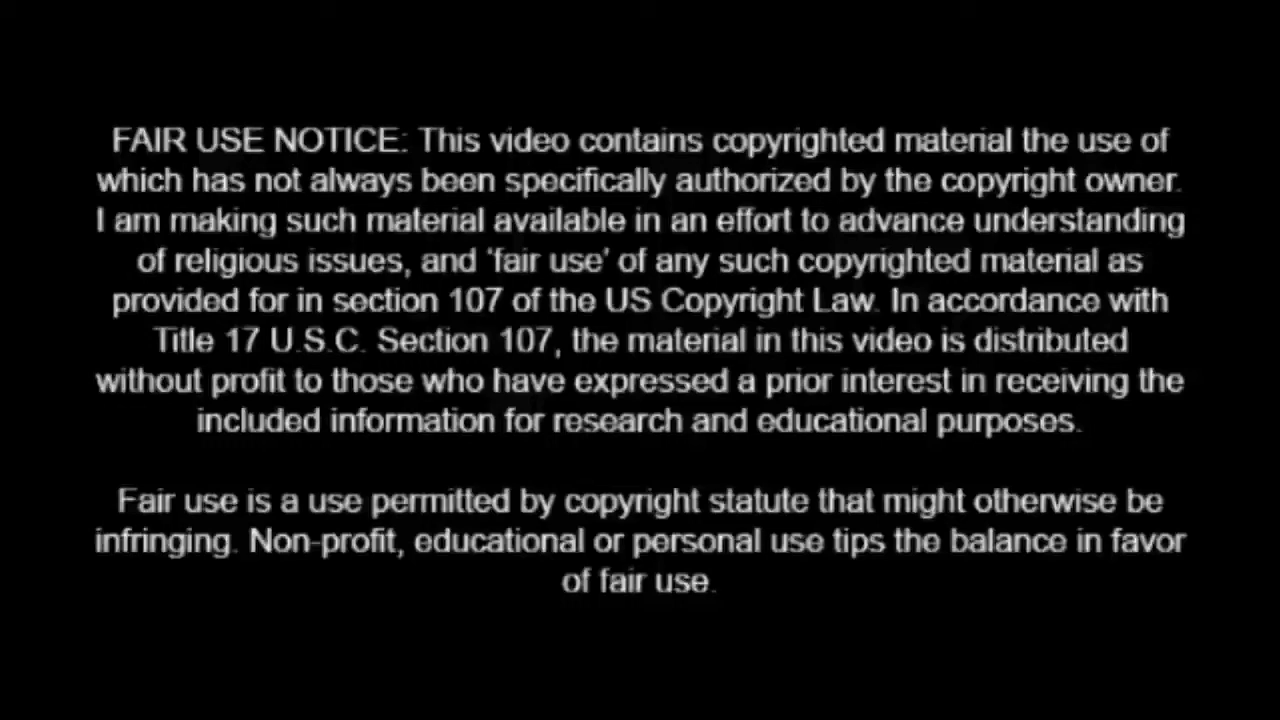 FAIR USE NOTICE: This video contains copyrighted material the use of
which has not always been specifically authorized by the copyright owner.
I am making such material available in an effort to advance understanding
of religious issues, and ‘fair use’ of any such copyrighted material as
provided for in section 107 of the US Copyright Law. In accordance with
Title 17 U.S.C. Section 107, the material in this video is distributed
without profit to those who have expressed a prior interest in receiving the
included information for research and educational purposes.
Fair use is a use permitted by copyright statute that might otherwise be
infringing. Non-profit, educational or personal use tips the balance in favor
of fair use.